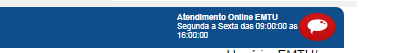 Atendimento Online EMTU
Segunda a Sexta das 09:00:00 as
16:00:00